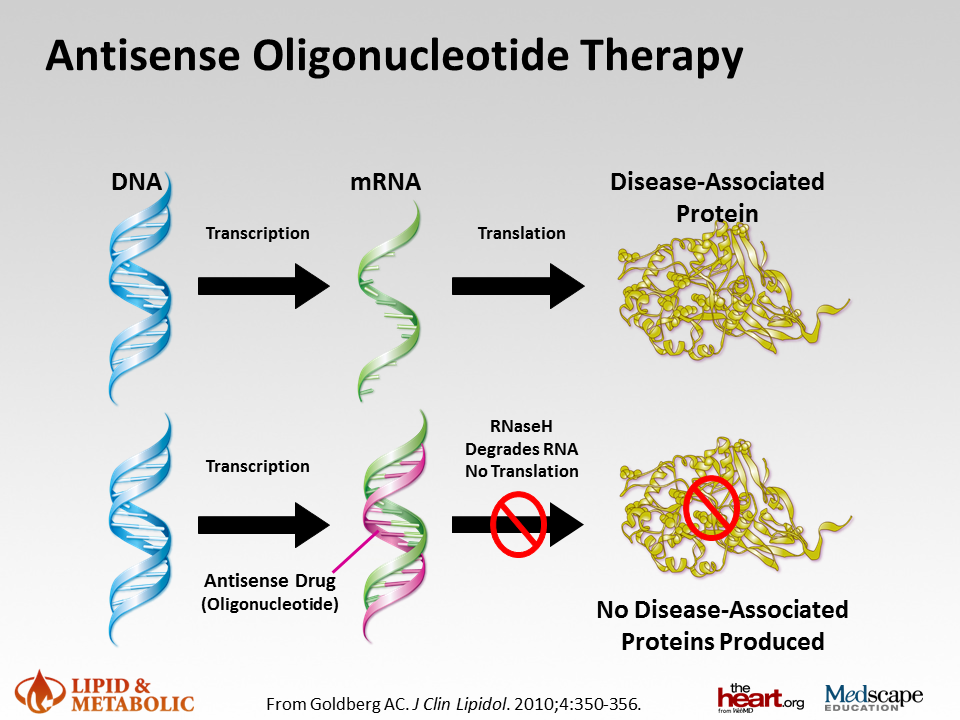 Antisense Oligonucleotide Therapy
DNA
mRNA
Disease-Associated
Protein
Transcription
Translation
RNaseH
Degrades RNA
No Translation
Transcription
Antisense Drug
(Oligonucleotide)
No Disease-Associated
Proteins Produced
LIPID &
METABOLIC
From Goldberg AC. J Clin Lipidol. 2010;4:350-356.
theheart.org
from WebMD
Medscape
EDUCATION